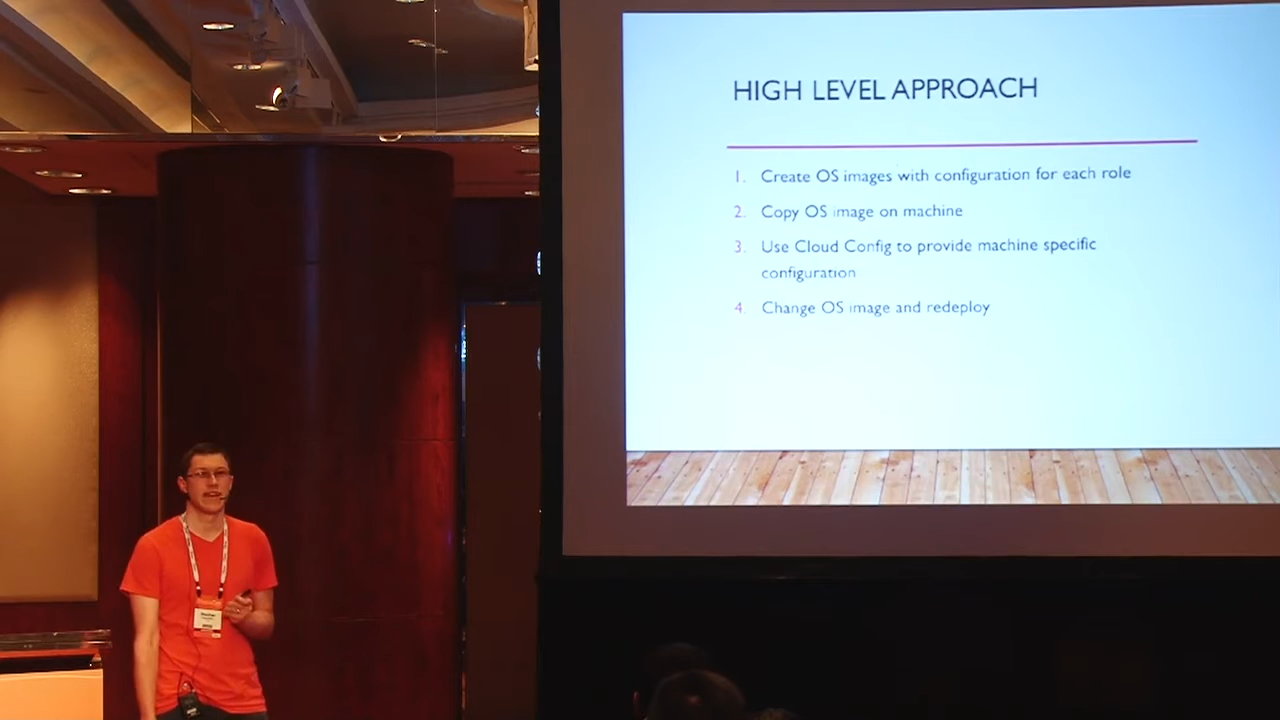 HIGH LEVEL APPROACH
1. Create OS images with configuration for each role
2. Copy OS image on machine
3. Use Cloud Config to provide machine specific
configuration
4. Change OS image and redeploy